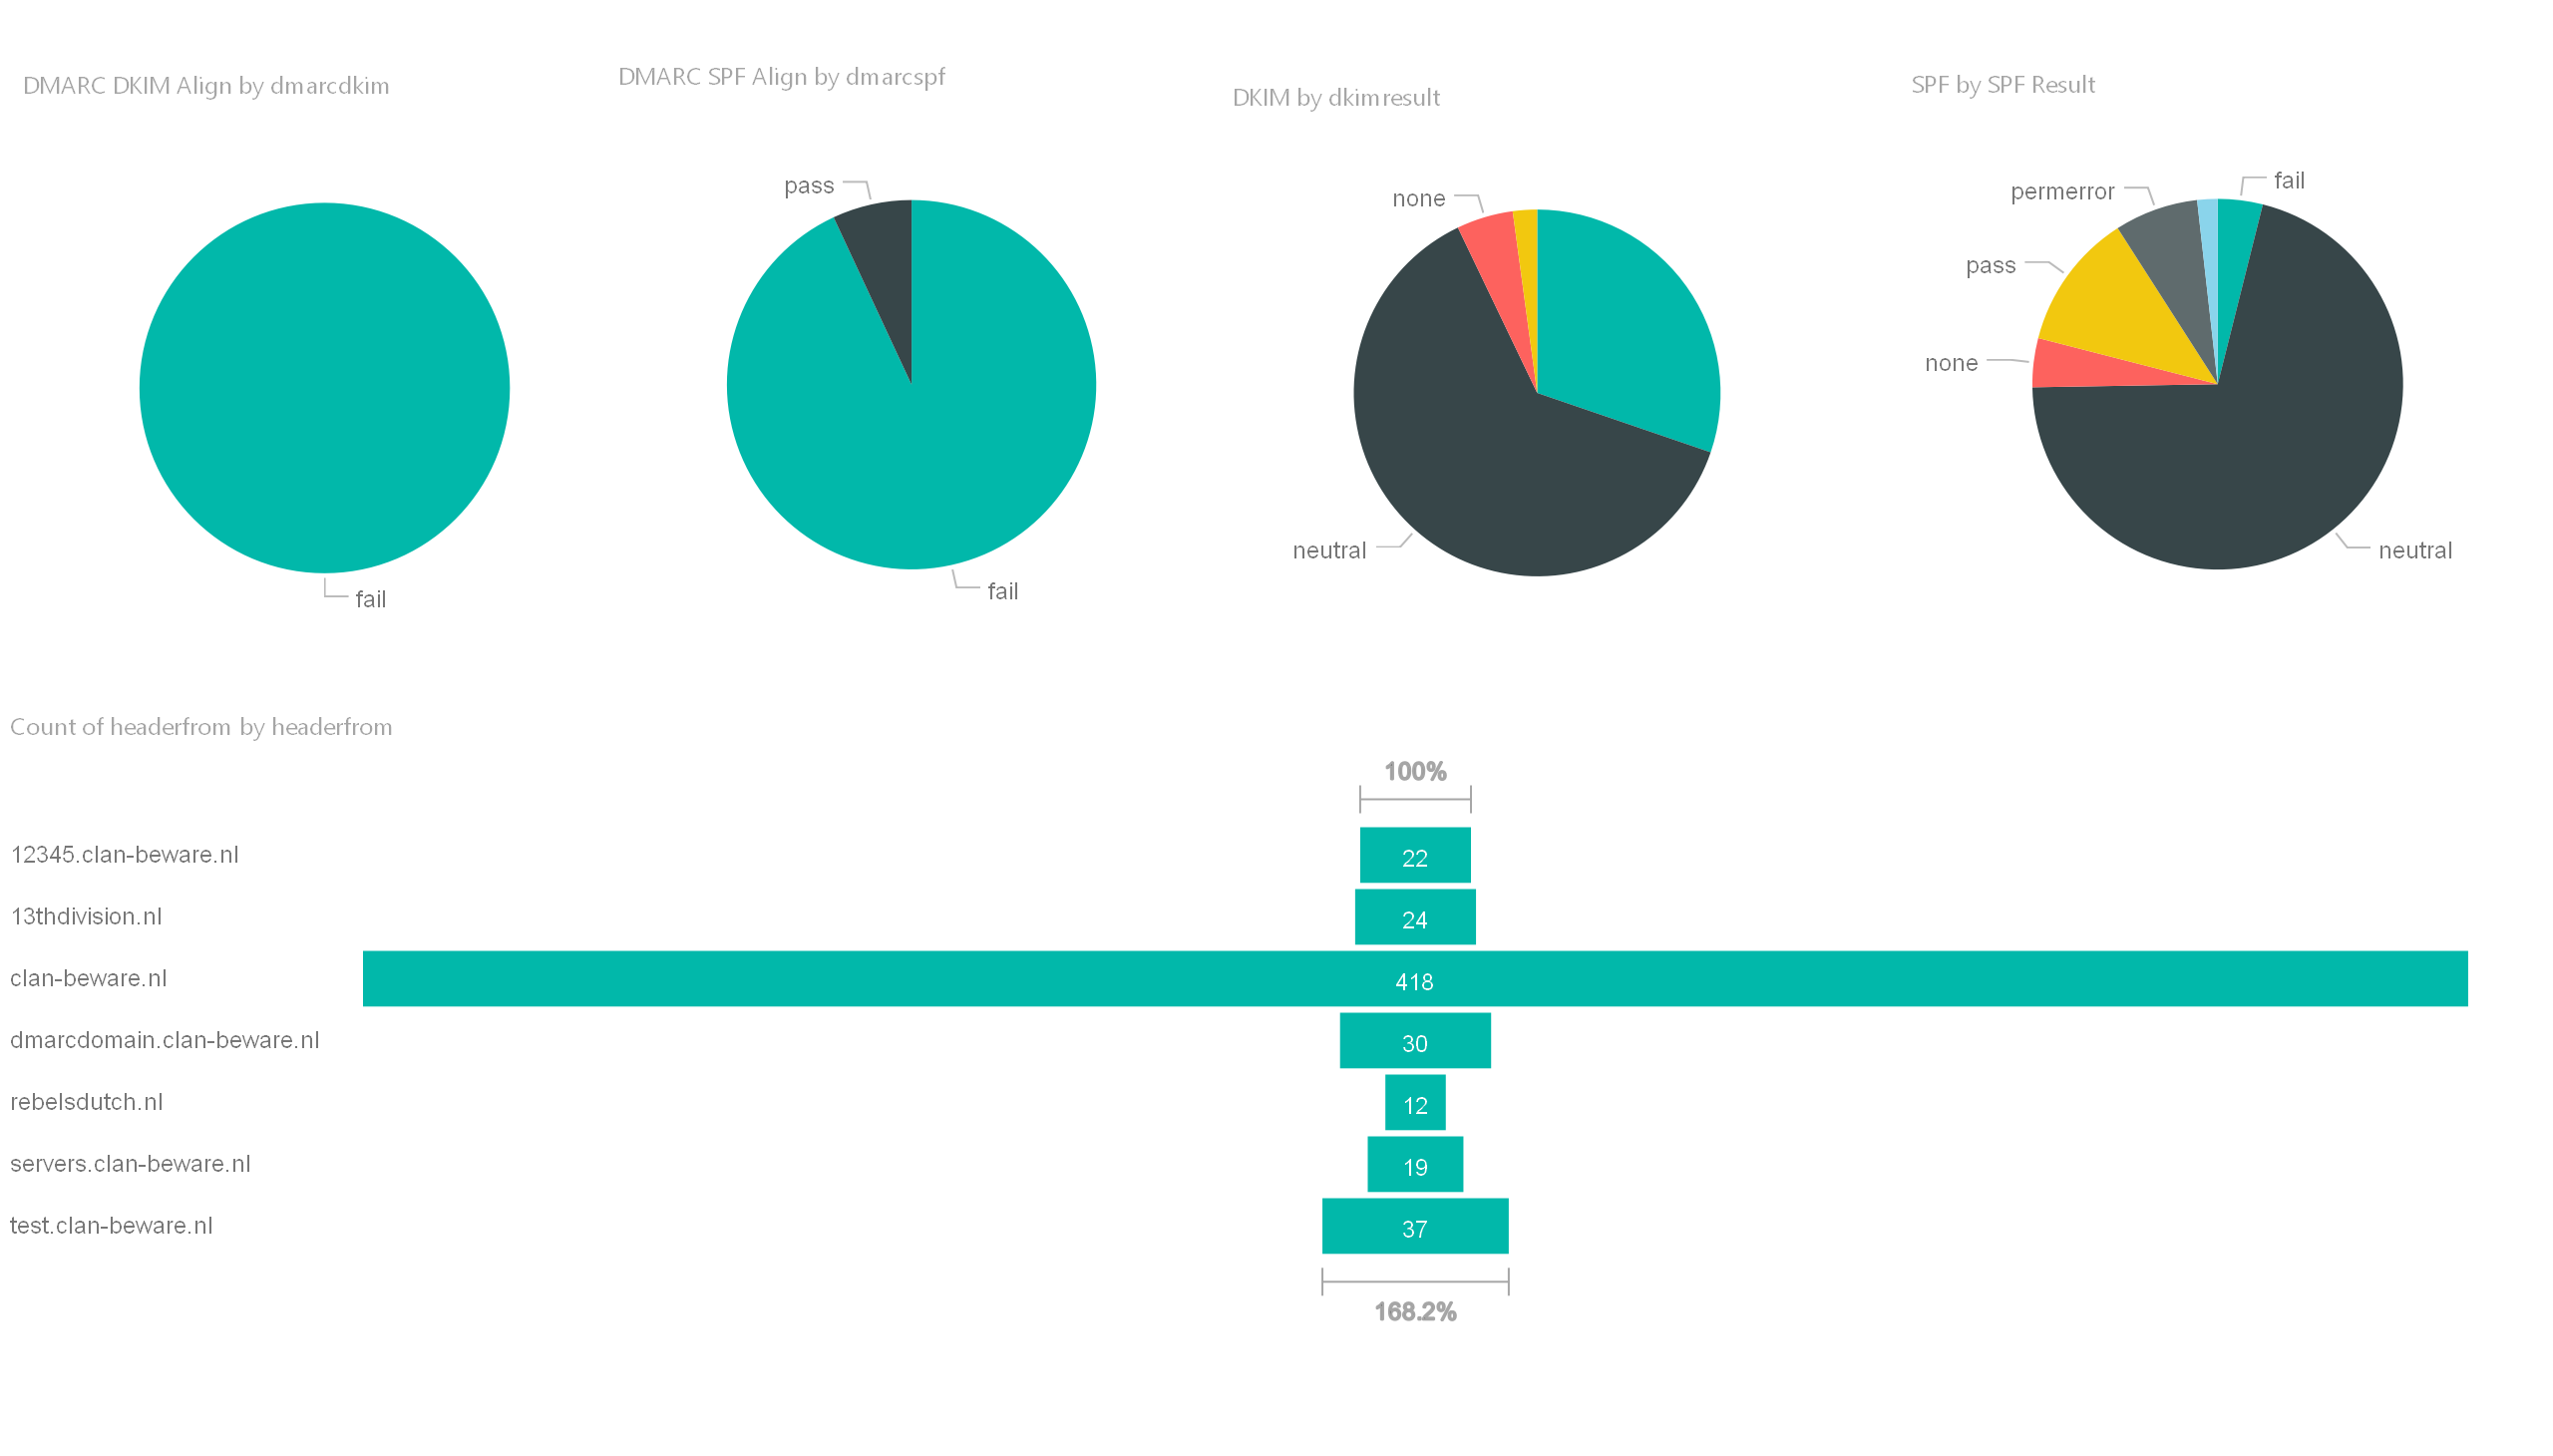 DMARC DKIM Align by dmarcdkim
DMARC SPF Align by dmarcspf
DKIM by dkimresult
SPF by SPF Result
fail
pass
fail
none
neutral
fail
permerror
pass
none
neutral
Count of headerfrom by headerfrom
100%
12345.clan-beware.nl 22
13thdivision.nl 24
clan-beware.nl 418
dmarcdomain.clan-beware.nl 30
rebelsdutch.nl 12
servers.clan-beware.nl 19
test.clan-beware.nl 37
168.2%